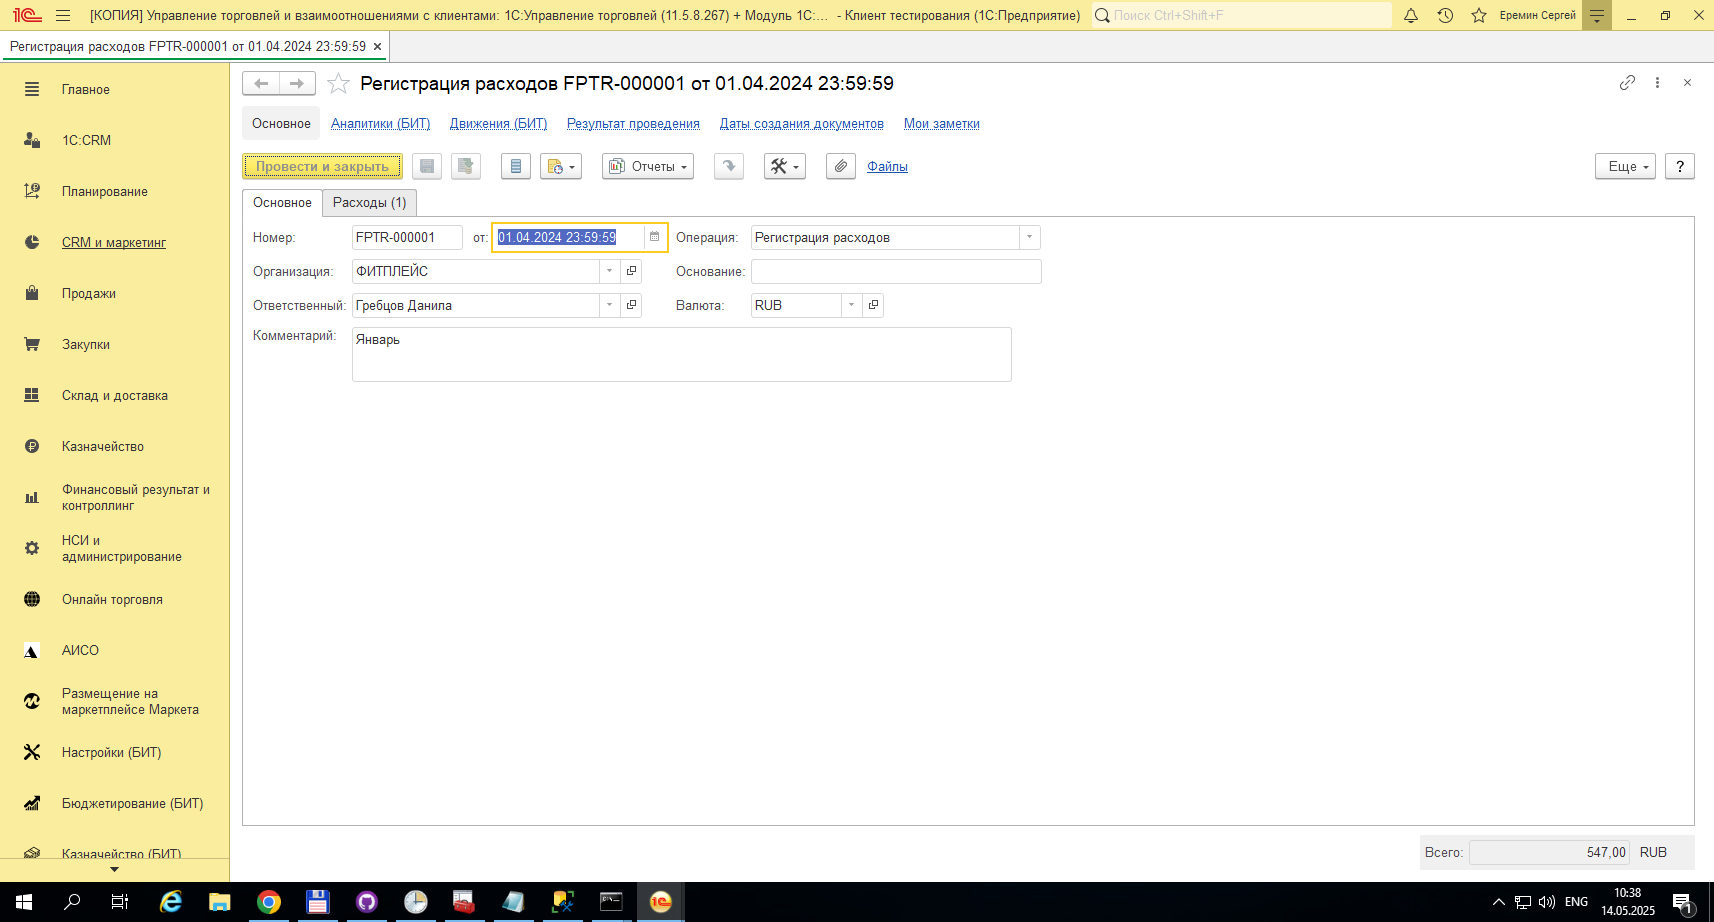 [КОПИЯ] Управление торговлей и взаимоотношениями с клиентами: 1С:Управление торговлей (11.5.8.267) + Модуль 1С:... - Клиент тестирования (1С:Предприятие)
Поиск Ctrl+Shift+F
Еремин Сергей
Регистрация расходов FPTR-000001 от 01.04.2024 23:59:59 ×
Главное
1C:CRM
Планирование
CRM и маркетинг
Продажи
Закупки
Склад и доставка
Казначейство
Финансовый результат и
контроллинг
НСИ и
администрирование
Онлайн торговля
АИСО
Размещение на
маркетплейсе Маркета
Настройки (БИТ)
Бюджетирование (БИТ)
Казначейство (БИТ)
Регистрация расходов FPTR-000001 от 01.04.2024 23:59:59
Основное Аналитики (БИТ) Движения (БИТ) Результат проведения Даты создания документов Мои заметки
Провести и закрыть Отчеты Файлы Еще ?
Основное Расходы (1)
Номер: FPTR-000001 от: 01.04.2024 23:59:59 Операция: Регистрация расходов
Организация: ФИТПЛЕЙС Основание:
Ответственный: Гребцов Данила Валюта: RUB
Комментарий: Январь
Всего: 547,00 RUB
ENG
10:38
14.05.2025
1